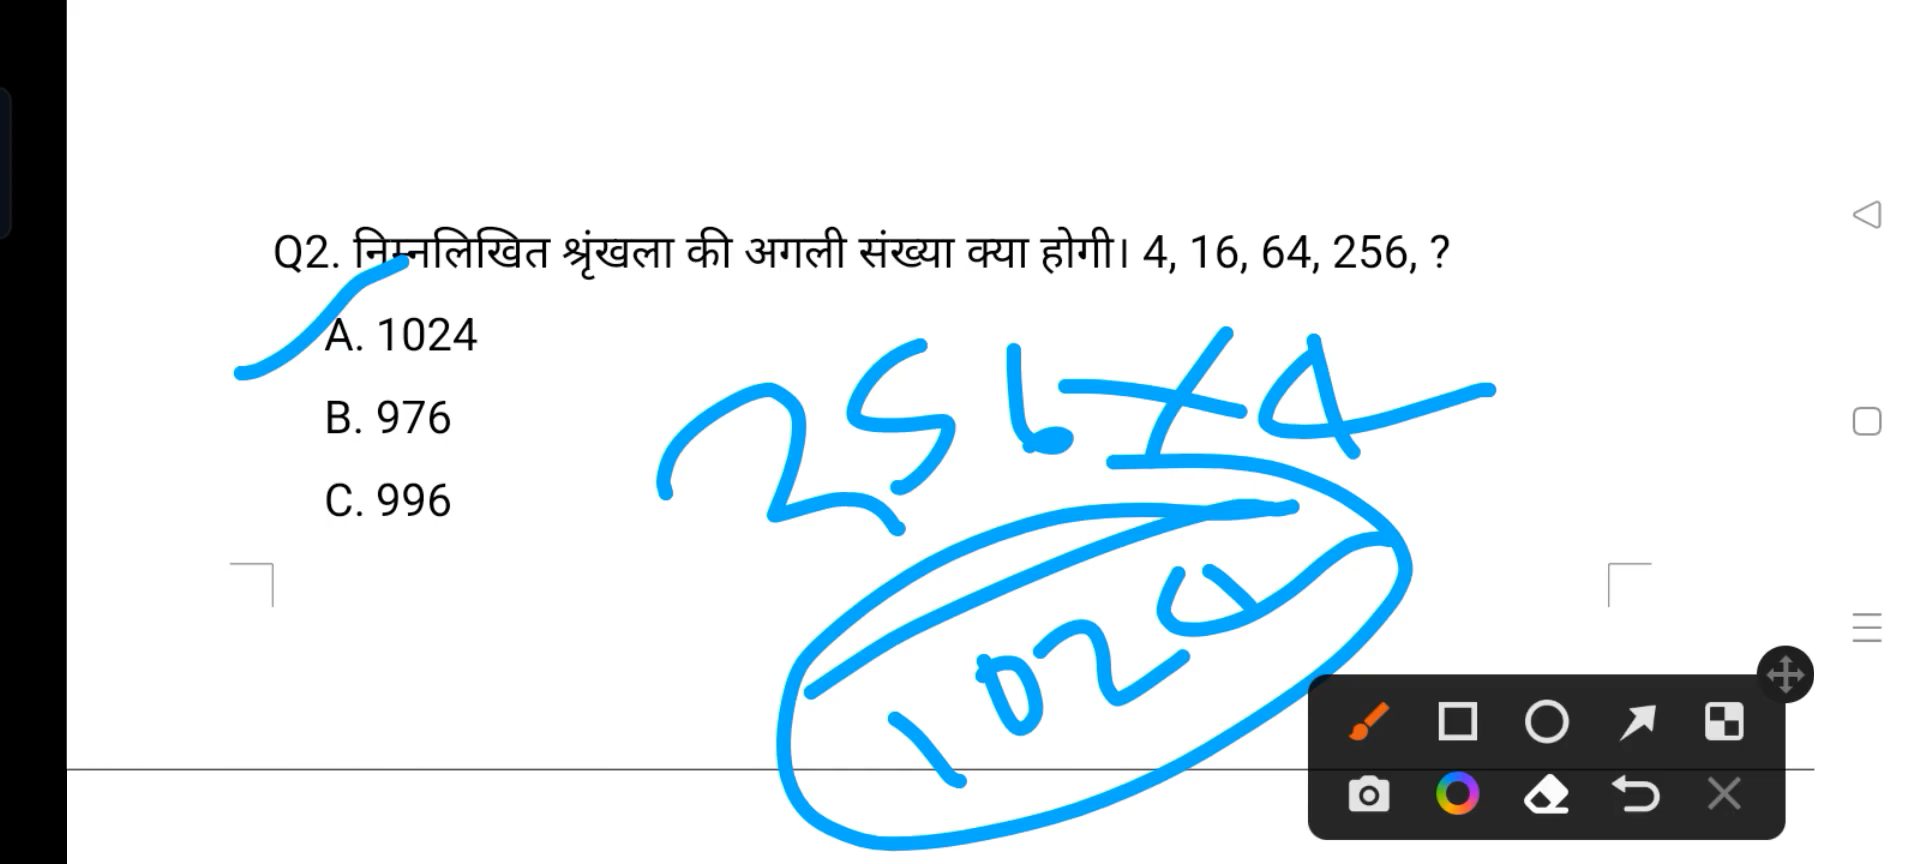 Q2. निम्नलिखित श्रृंखला की अगली संख्या क्या होगी। 4, 16, 64, 256, ?
A. 1024
B. 976
C. 996
256×4
1024